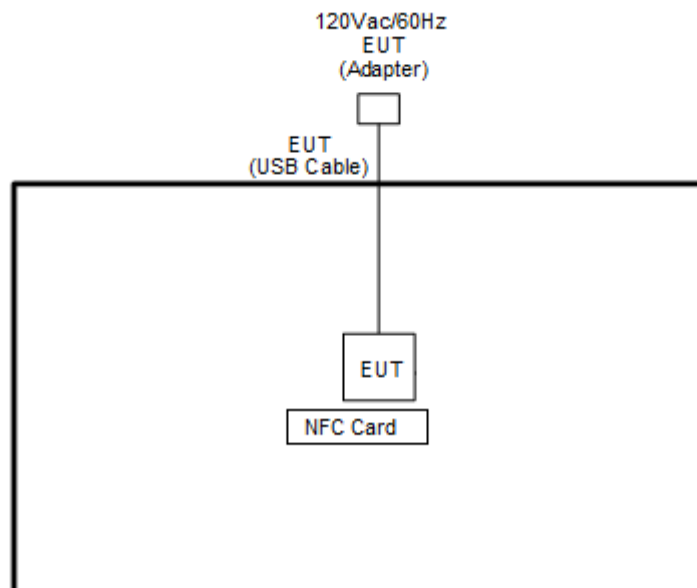 120Vac/60Hz
EUT
(Adapter)
EUT
(USB Cable)
EUT
NFC Card